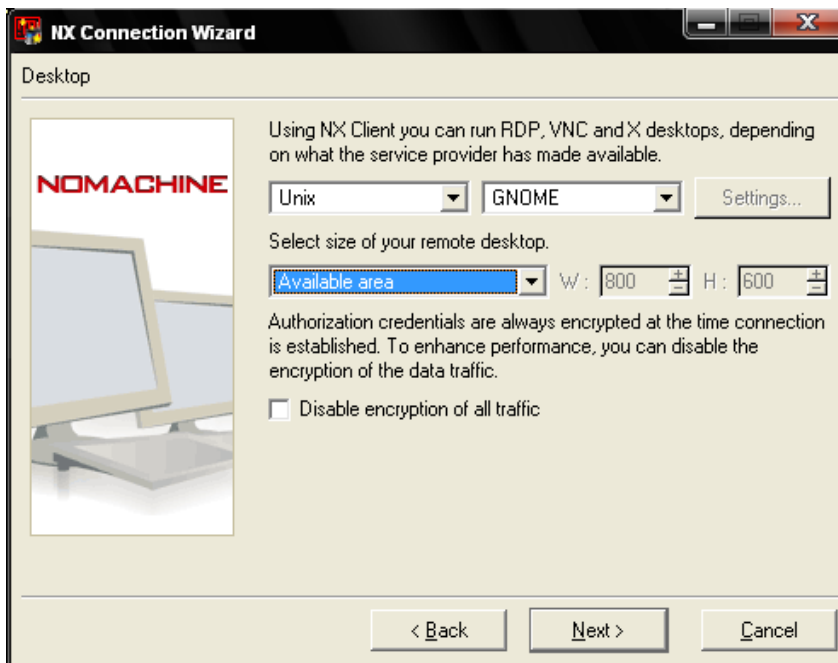 NX Connection Wizard
Desktop
NOMACHINE
Using NX Client you can run RDP, VNC and X desktops, depending
on what the service provider has made available.
Unix GNOME Settings...
Select size of your remote desktop.
Available area W : 800 H : 600
Authorization credentials are always encrypted at the time connection
is established. To enhance performance, you can disable the
encryption of the data traffic.
Disable encryption of all traffic
< Back Next > Cancel